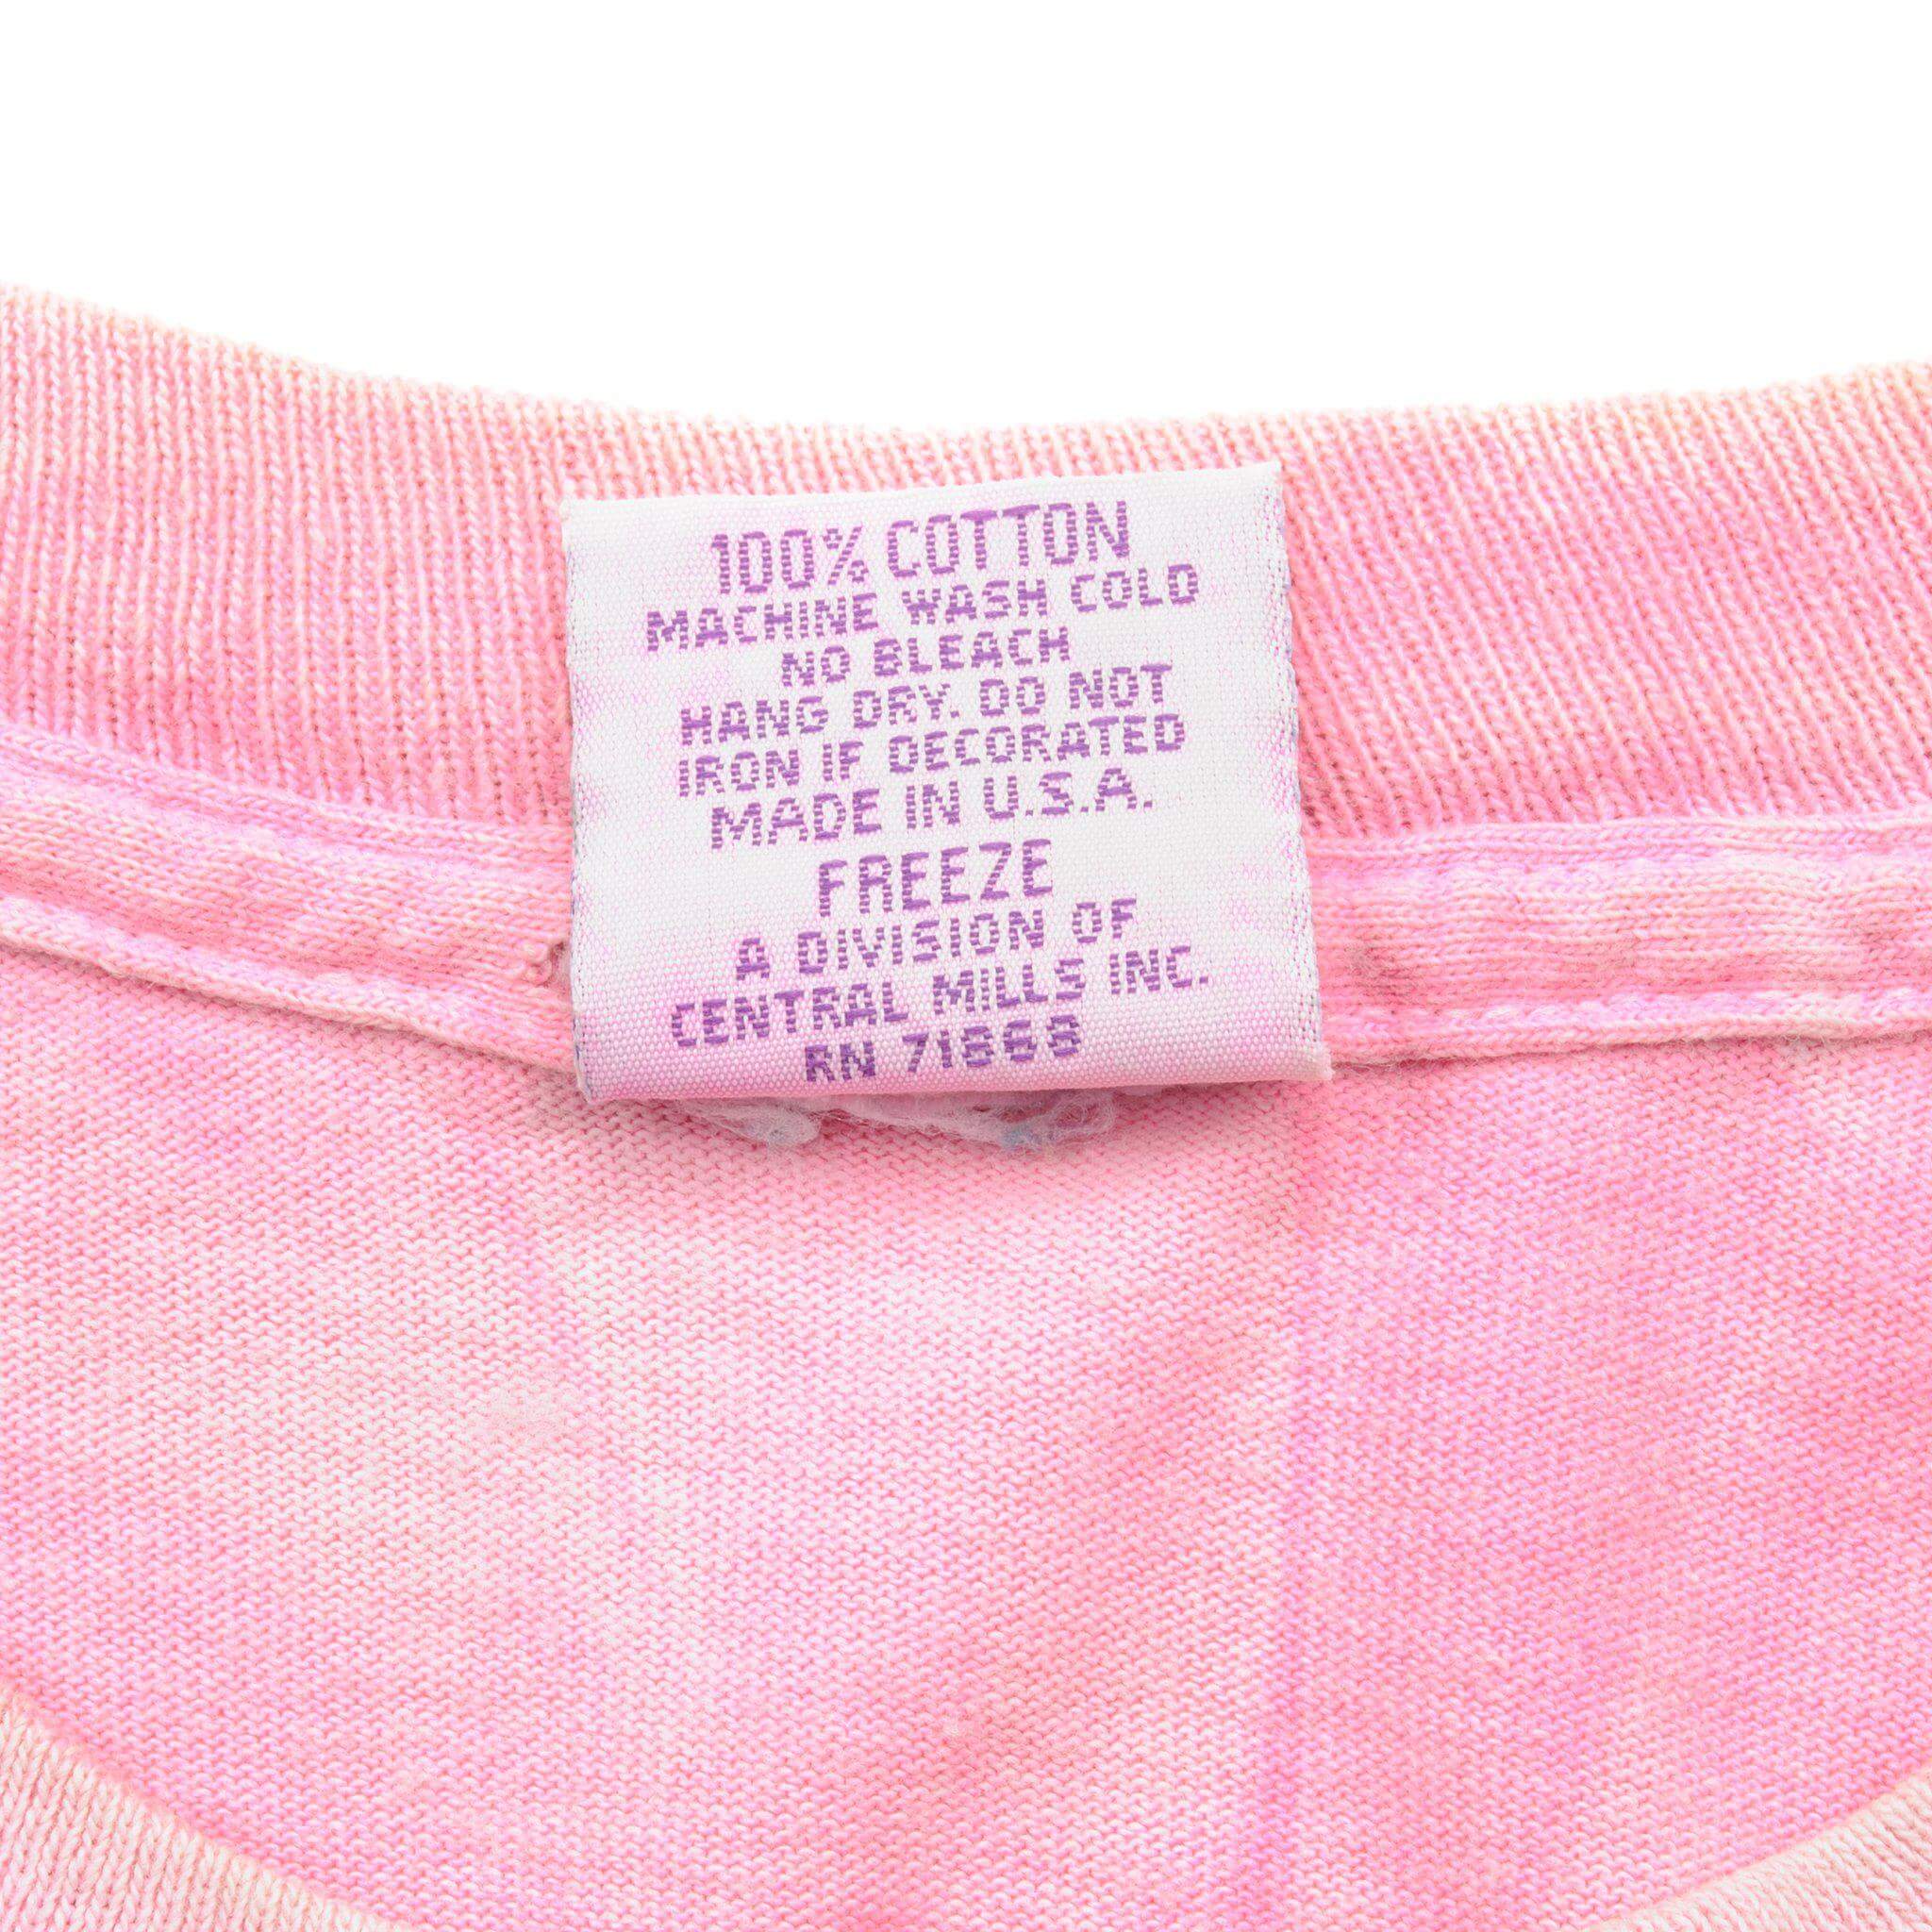 100% COTTON
MACHINE WASH COLD
NO BLEACH
HANG DRY. DO NOT
IRON IF DECORATED
MADE IN U.S.A.
FREEZE
A DIVISION OF
CENTRAL MILLS INC.
RN 71868